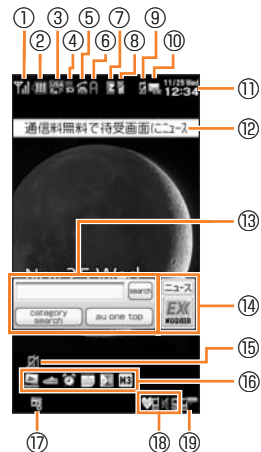 ① ② ③ ④ ⑤ ⑥ ⑦ ⑧ ⑨ ⑩
11/25 Wed
12:34
⑪
通信料無料で待受画面にニュース
⑫
⑬
search
category search
au one top
ニュース
EX
NODATA
⑭
⑮
⑯
⑰
⑱
⑲